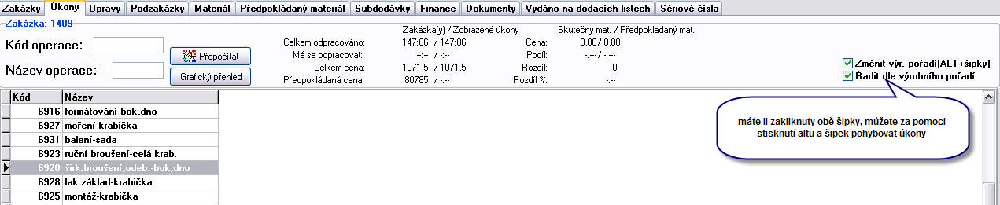 Zakázky Úkony Opravy Podzakázky Materiál Předpokládaný materiál Subdodávky Finance Dokumenty Vydáno na dodacích listech Sériové čísla
Zakázka: 1409
Zakázka(y) / Zobrazené úkony Skutečný mat. / Předpokladaný mat.
Kód operace:
Celkem odpracováno: 147:06 / 147:06 Cena: 0,00 / 0,00
Přepočítat
Má se odpracovat: --:- / -:-- Podíl: -.--- / -.---
Změnit výr. pořadí(ALT+šipky)
Název operace:
Celkem cena: 1071,5 / 1071,5 Rozdíl: 0
Grafický přehled
Řadit dle výrobního pořadí
Předpokládaná cena: 80785 / -.-- Rozdíl %: -.--
Kód Název
6916 formátování-bok,dno
6927 moření-krabička
6931 balení-sada
6923 ruční broušení-celá krab.
6920 širk.broušení,odeb.-bok,dno
6928 lak základ-krabička
6925 montáž-krabička
máte li zakliknuty obě šipky, můžete za pomoci
stisknutí altu a šipek pohybovat úkony